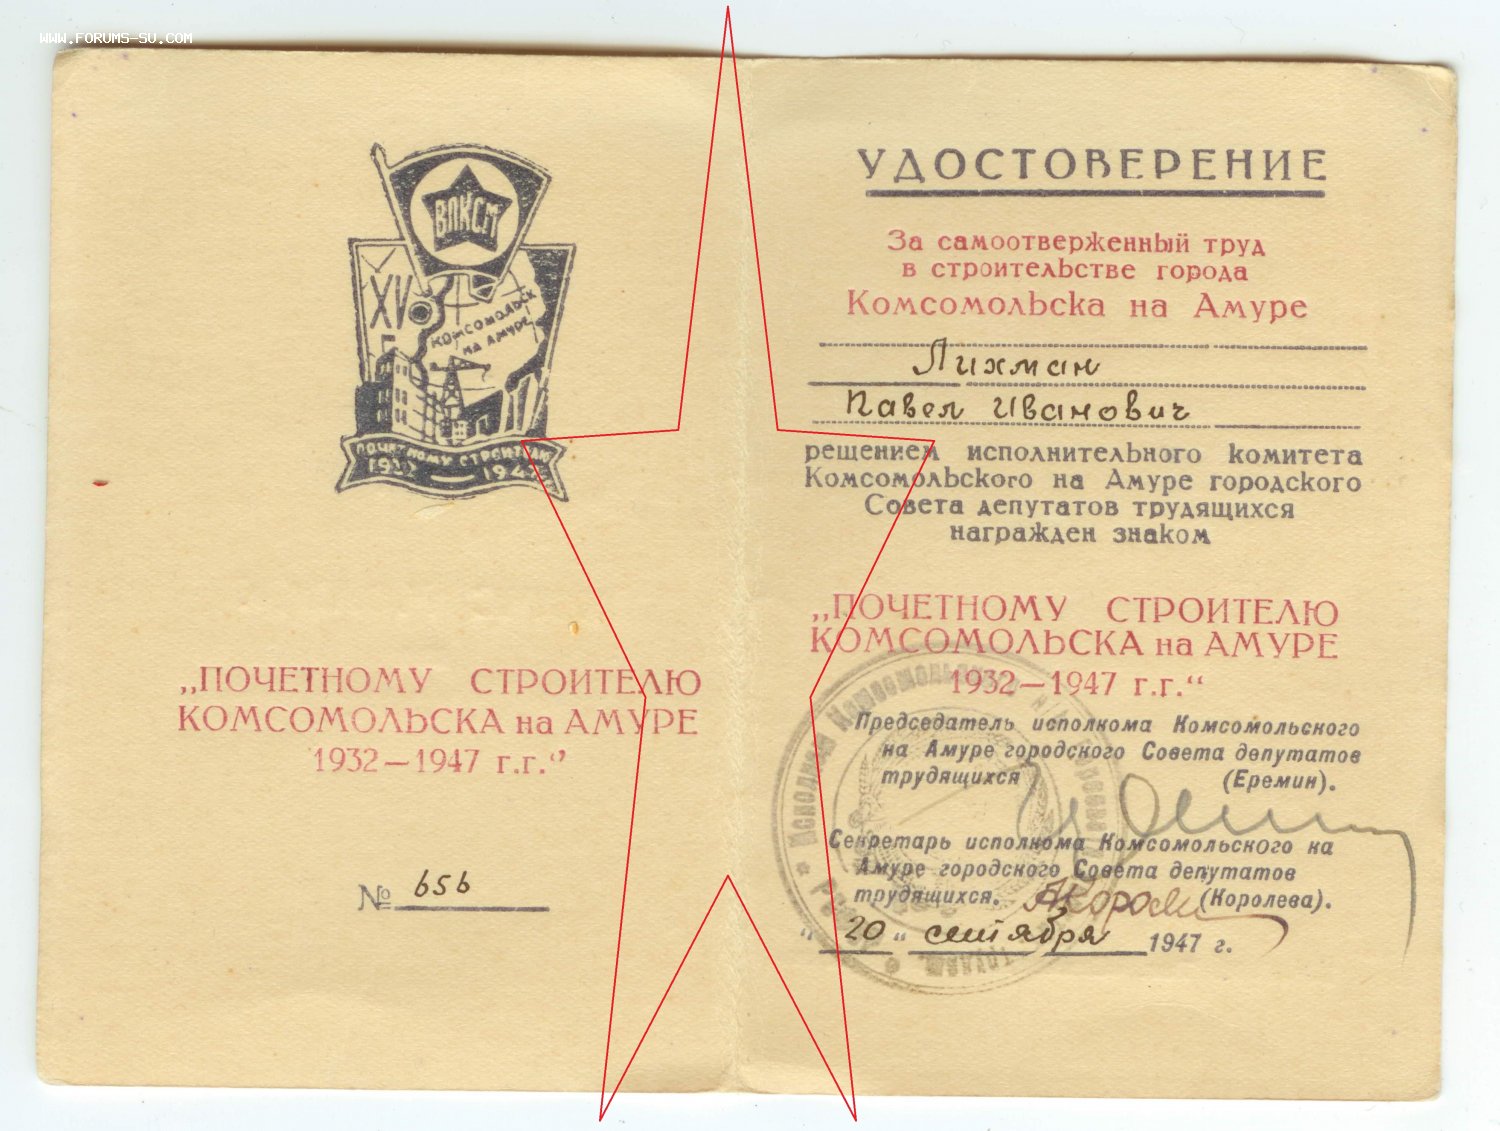 WWW.FORUMS-SU.COM
ВЛКСМ
XV
КОМСОМОЛЬСК
НА АМУРЕ
ПОЧЕТНОМУ СТРОИТЕЛЮ
1932 — 1947
„ПОЧЕТНОМУ СТРОИТЕЛЮ
КОМСОМОЛЬСКА на АМУРЕ
1932—1947 г.г.“
№ 656
УДОСТОВЕРЕНИЕ
За самоотверженный труд
в строительстве города
Комсомольска на Амуре
Лихман
Павел Иванович
решением исполнительного комитета
Комсомольского на Амуре городского
Совета депутатов трудящихся
награжден знаком
„ПОЧЕТНОМУ СТРОИТЕЛЮ
КОМСОМОЛЬСКА на АМУРЕ
1932—1947 г.г.“
Председатель исполкома Комсомольского
на Амуре городского Совета депутатов
трудящихся (Еремин).
Секретарь исполкома Комсомольского на
Амуре городского Совета депутатов
трудящихся. (Королева).
„ 20 “ сентября 1947 г.